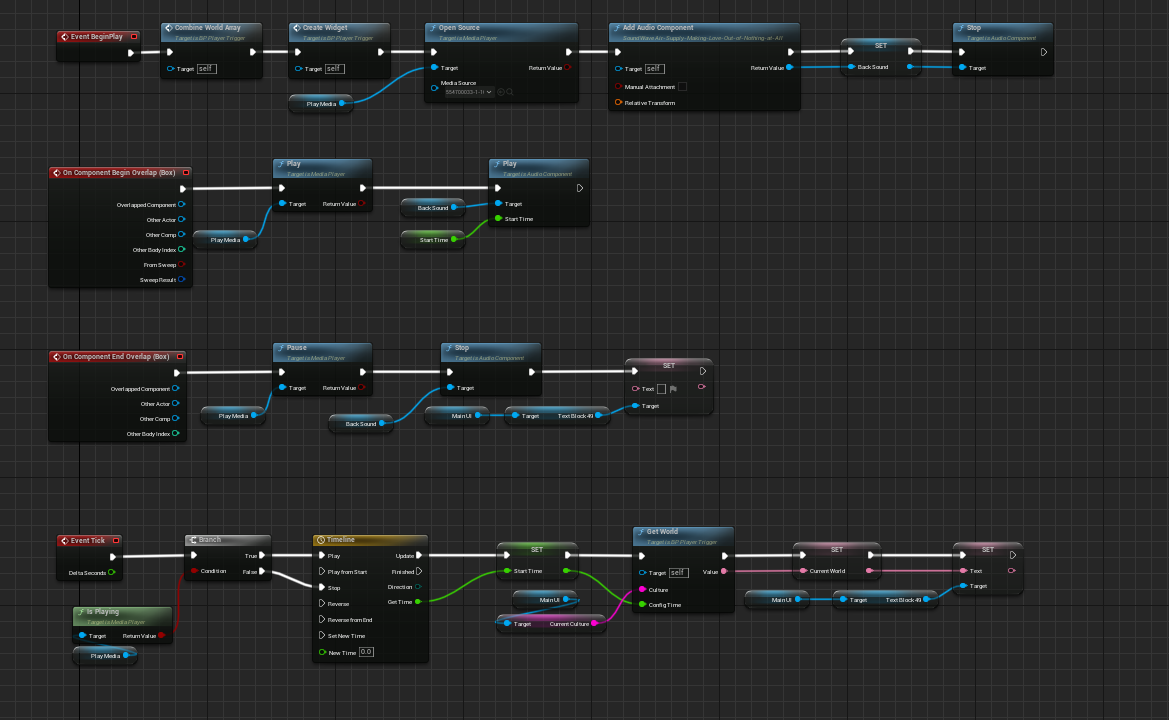 Event BeginPlay
Combine World Array
Target is BP Player Trigger
Target self
Create Widget
Target is BP Player Trigger
Target self
Play Media
Open Source
Target is Media Player
Target
Return Value
Media Source
Add Audio Component
SoundWave Air-Supply-Making-Love-Out-of-Nothing-at-All
Target self
Return Value
Manual Attachment
Relative Transform
SET
Back Sound
Stop
Target is Audio Component
Target
On Component Begin Overlap (Box)
Overlapped Component
Other Actor
Other Comp
Other Body Index
From Sweep
Sweep Result
Play Media
Play
Target is Media Player
Target
Return Value
Back Sound
Start Time
Play
Target is Audio Component
Target
Start Time
On Component End Overlap (Box)
Overlapped Component
Other Actor
Other Comp
Other Body Index
Play Media
Pause
Target is Media Player
Target
Return Value
Back Sound
Stop
Target is Audio Component
Target
Main UI
Target
Text Block 49
SET
Text
Target
Event Tick
Delta Seconds
Is Playing
Target is Media Player
Target
Return Value
Play Media
Branch
True
Condition
False
Timeline
Play
Update
Play from Start
Finished
Stop
Direction
Reverse
Get Time
Reverse from End
Set New Time
New Time 0.0
SET
Start Time
Main UI
Target
Current Culture
Get World
Target is BP Player Trigger
Target self
Value
Culture
Config Time
SET
Current World
Main UI
Target
Text Block 49
SET
Text
Target